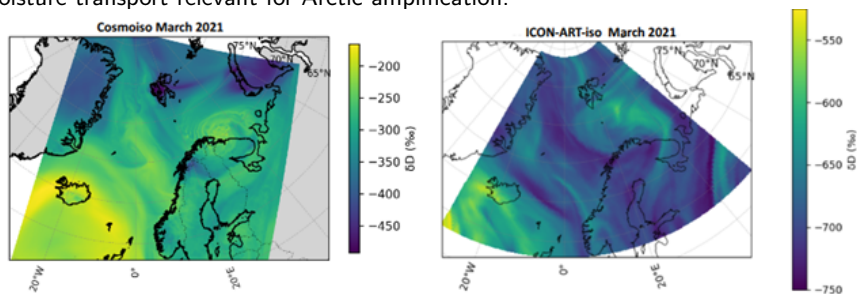 oisture transport relevant for Arctic amplification.
Cosmoiso March 2021
75°N
70°N
65°N
20°W
0°
20°E
−200
−250
−300
−350
−400
−450
δD (‰)
ICON-ART-iso March 2021
75°N
70°N
65°N
20°W
0°
20°E
−550
−600
−650
−700
−750
δD (‰)